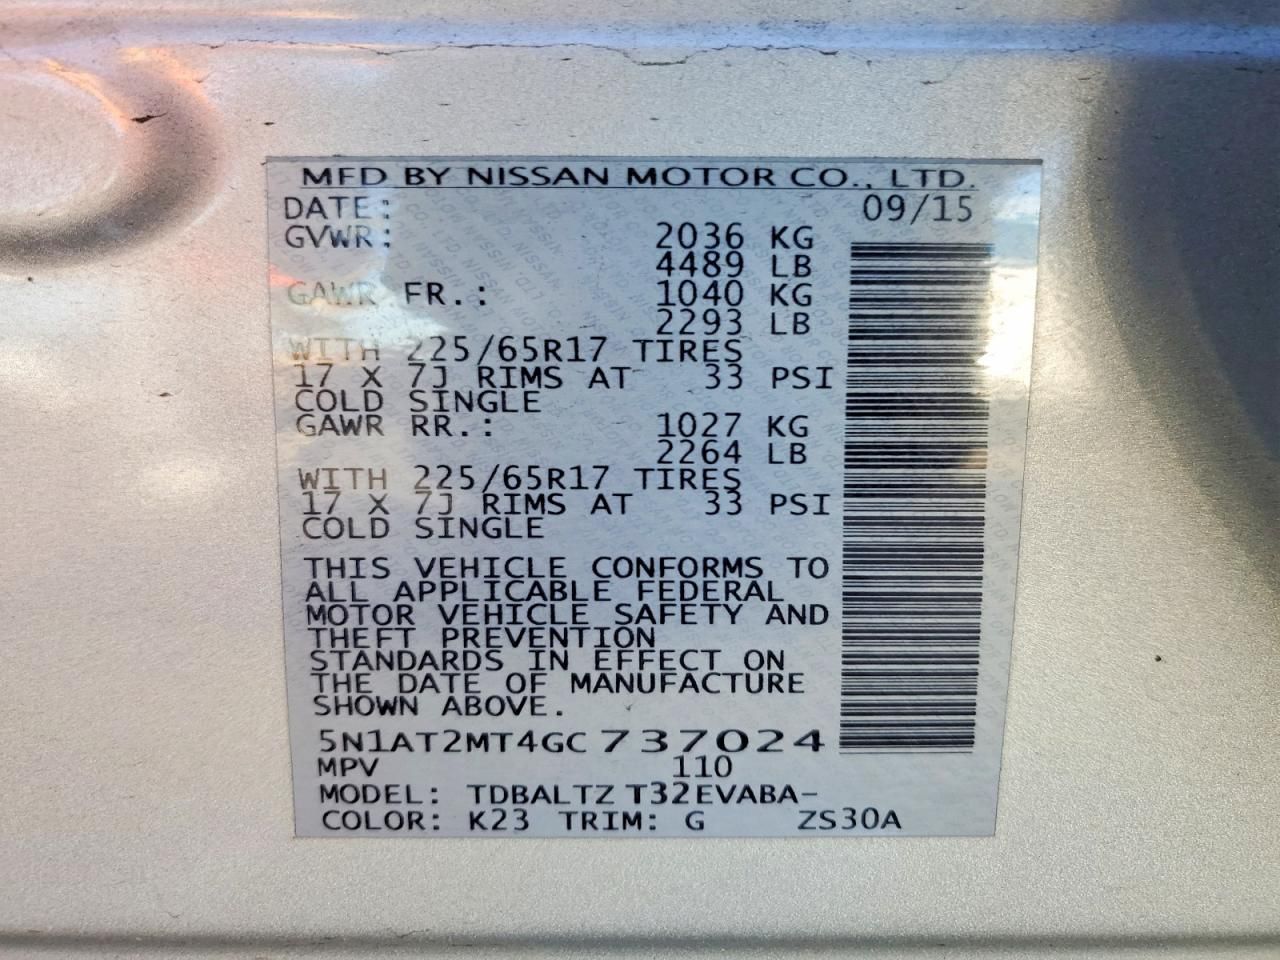 MFD BY NISSAN MOTOR CO., LTD.
DATE: 09/15
GVWR: 2036 KG
4489 LB
GAWR FR.: 1040 KG
2293 LB
WITH 225/65R17 TIRES
17 X 7J RIMS AT 33 PSI
COLD SINGLE
GAWR RR.: 1027 KG
2264 LB
WITH 225/65R17 TIRES
17 X 7J RIMS AT 33 PSI
COLD SINGLE
THIS VEHICLE CONFORMS TO
ALL APPLICABLE FEDERAL
MOTOR VEHICLE SAFETY AND
THEFT PREVENTION
STANDARDS IN EFFECT ON
THE DATE OF MANUFACTURE
SHOWN ABOVE.
5N1AT2MT4GC737024
MPV 110
MODEL: TDBALTZ T32EVABA-
COLOR: K23 TRIM: G ZS30A